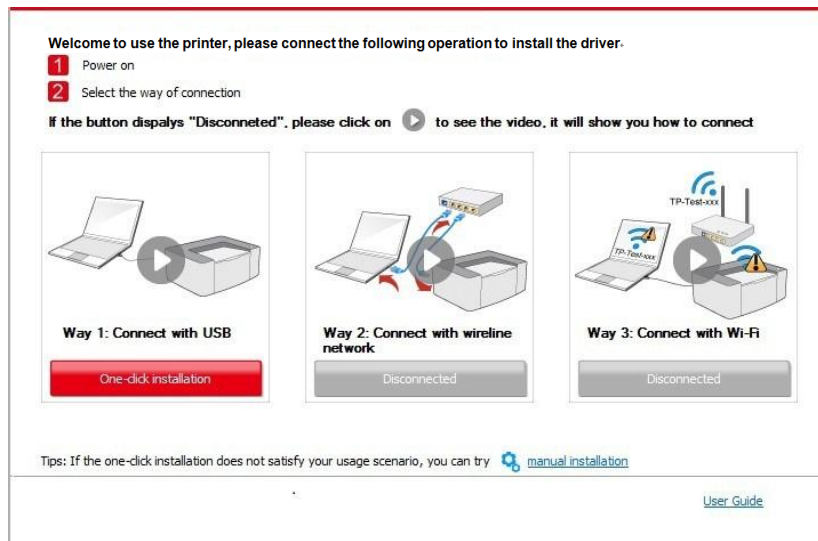 Welcome to use the printer, please connect the following operation to install the driver.
1 Power on
2 Select the way of connection
If the button dispalys "Disconneted", please click on to see the video, it will show you how to connect
TP-Test-xxx
TP-Test-xxx
Way 1: Connect with USB
Way 2: Connect with wireline
network
Way 3: Connect with Wi-Fi
One-click installation
Disconnected
Disconnected
Tips: If the one-click installation does not satisfy your usage scenario, you can try manual installation
User Guide